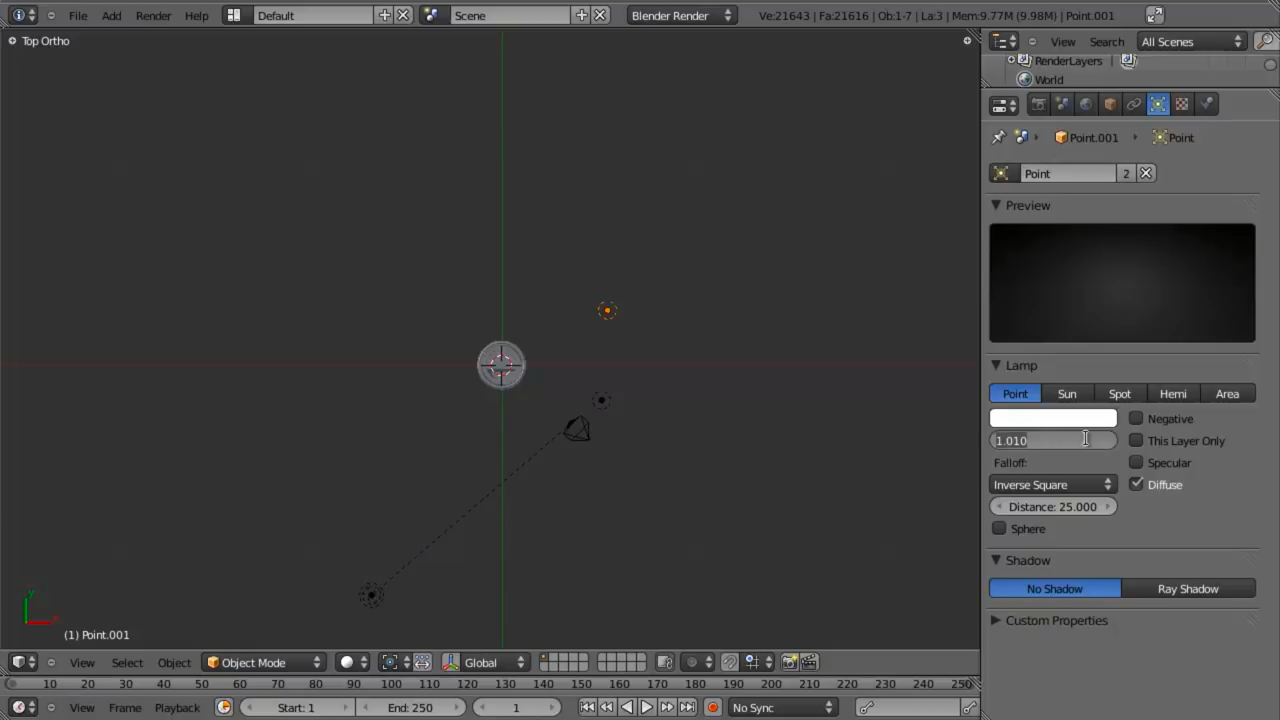 File Add Render Help Default Scene Blender Render Ve:21643 | Fa:21616 | Ob:1-7 | La:3 | Mem:9.77M (9.98M) | Point.001
Top Ortho
View Search All Scenes
RenderLayers
World
Point.001 Point
Point 2
Preview
Lamp
Point Sun Spot Hemi Area
Negative
1.010 This Layer Only
Falloff: Specular
Inverse Square Diffuse
Distance: 25.000
Sphere
Shadow
No Shadow Ray Shadow
Custom Properties
y
x
(1) Point.001
View Select Object Object Mode Global
10 20 30 40 50 60 70 80 90 100 110 120 130 140 150 160 170 180 190 200 210 220 230 240 250
View Frame Playback Start: 1 End: 250 1 No Sync